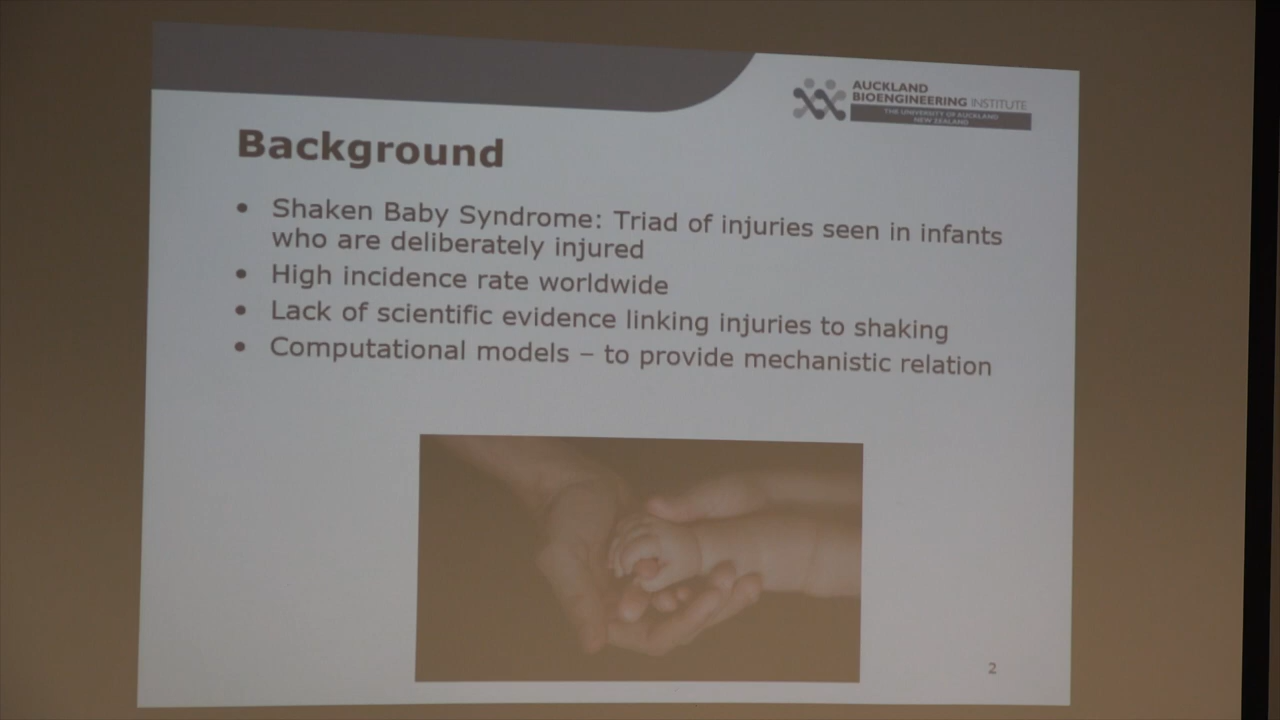 AUCKLAND
BIOENGINEERING INSTITUTE
THE UNIVERSITY OF AUCKLAND
NEW ZEALAND
Background
• Shaken Baby Syndrome: Triad of injuries seen in infants
who are deliberately injured
• High incidence rate worldwide
• Lack of scientific evidence linking injuries to shaking
• Computational models – to provide mechanistic relation
2